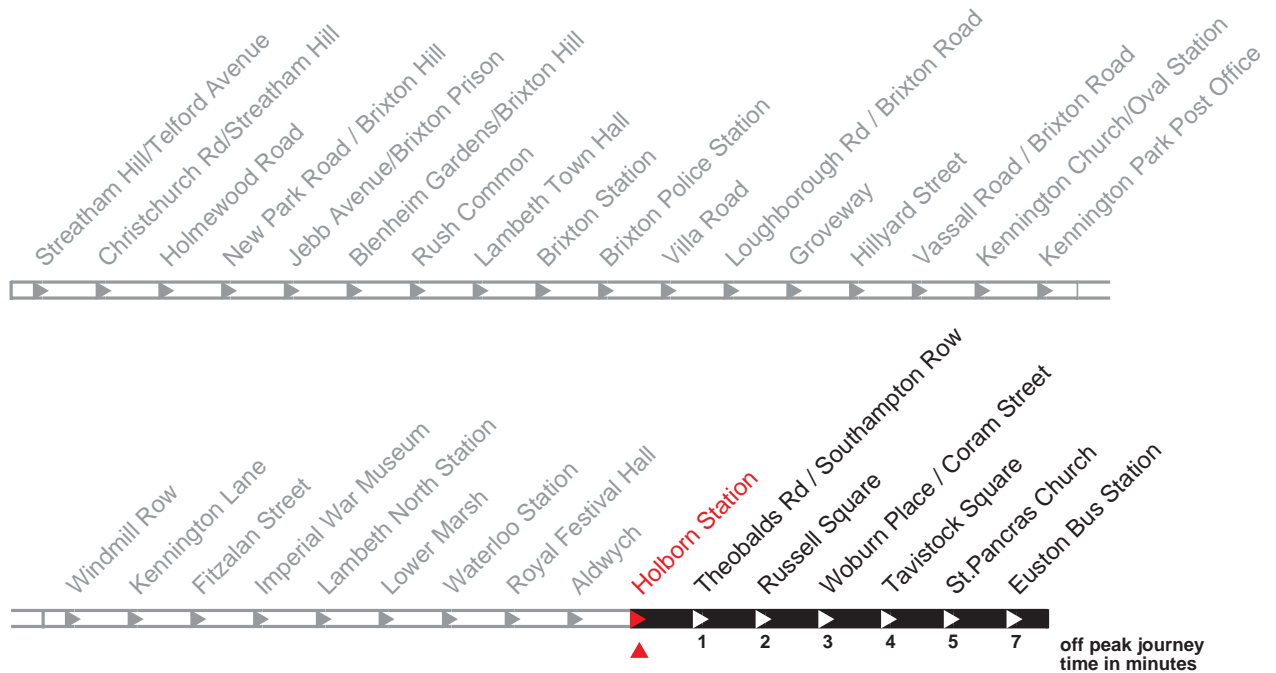 Streatham Hill/Telford Avenue
Christchurch Rd/Streatham Hill
Holmewood Road
New Park Road / Brixton Hill
Jebb Avenue/Brixton Prison
Blenheim Gardens/Brixton Hill
Rush Common
Lambeth Town Hall
Brixton Station
Brixton Police Station
Villa Road
Loughborough Rd / Brixton Road
Groveway
Hillyard Street
Vassall Road / Brixton Road
Kennington Church/Oval Station
Kennington Park Post Office
Windmill Row
Kennington Lane
Fitzalan Street
Imperial War Museum
Lambeth North Station
Lower Marsh
Waterloo Station
Royal Festival Hall
Aldwych
Holborn Station
Theobalds Rd / Southampton Row
Russell Square
Woburn Place / Coram Street
Tavistock Square
St.Pancras Church
Euston Bus Station
1 2 3 4 5 7
off peak journey
time in minutes